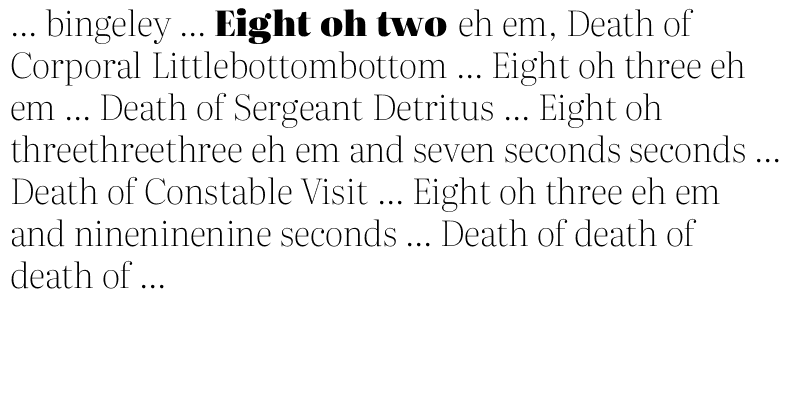 ... bingeley ... Eight oh two eh em, Death of
Corporal Littlebottombottom ... Eight oh three eh
em ... Death of Sergeant Detritus ... Eight oh
threethreethree eh em and seven seconds seconds ...
Death of Constable Visit ... Eight oh three eh em
and nineninenine seconds ... Death of death of
death of ...